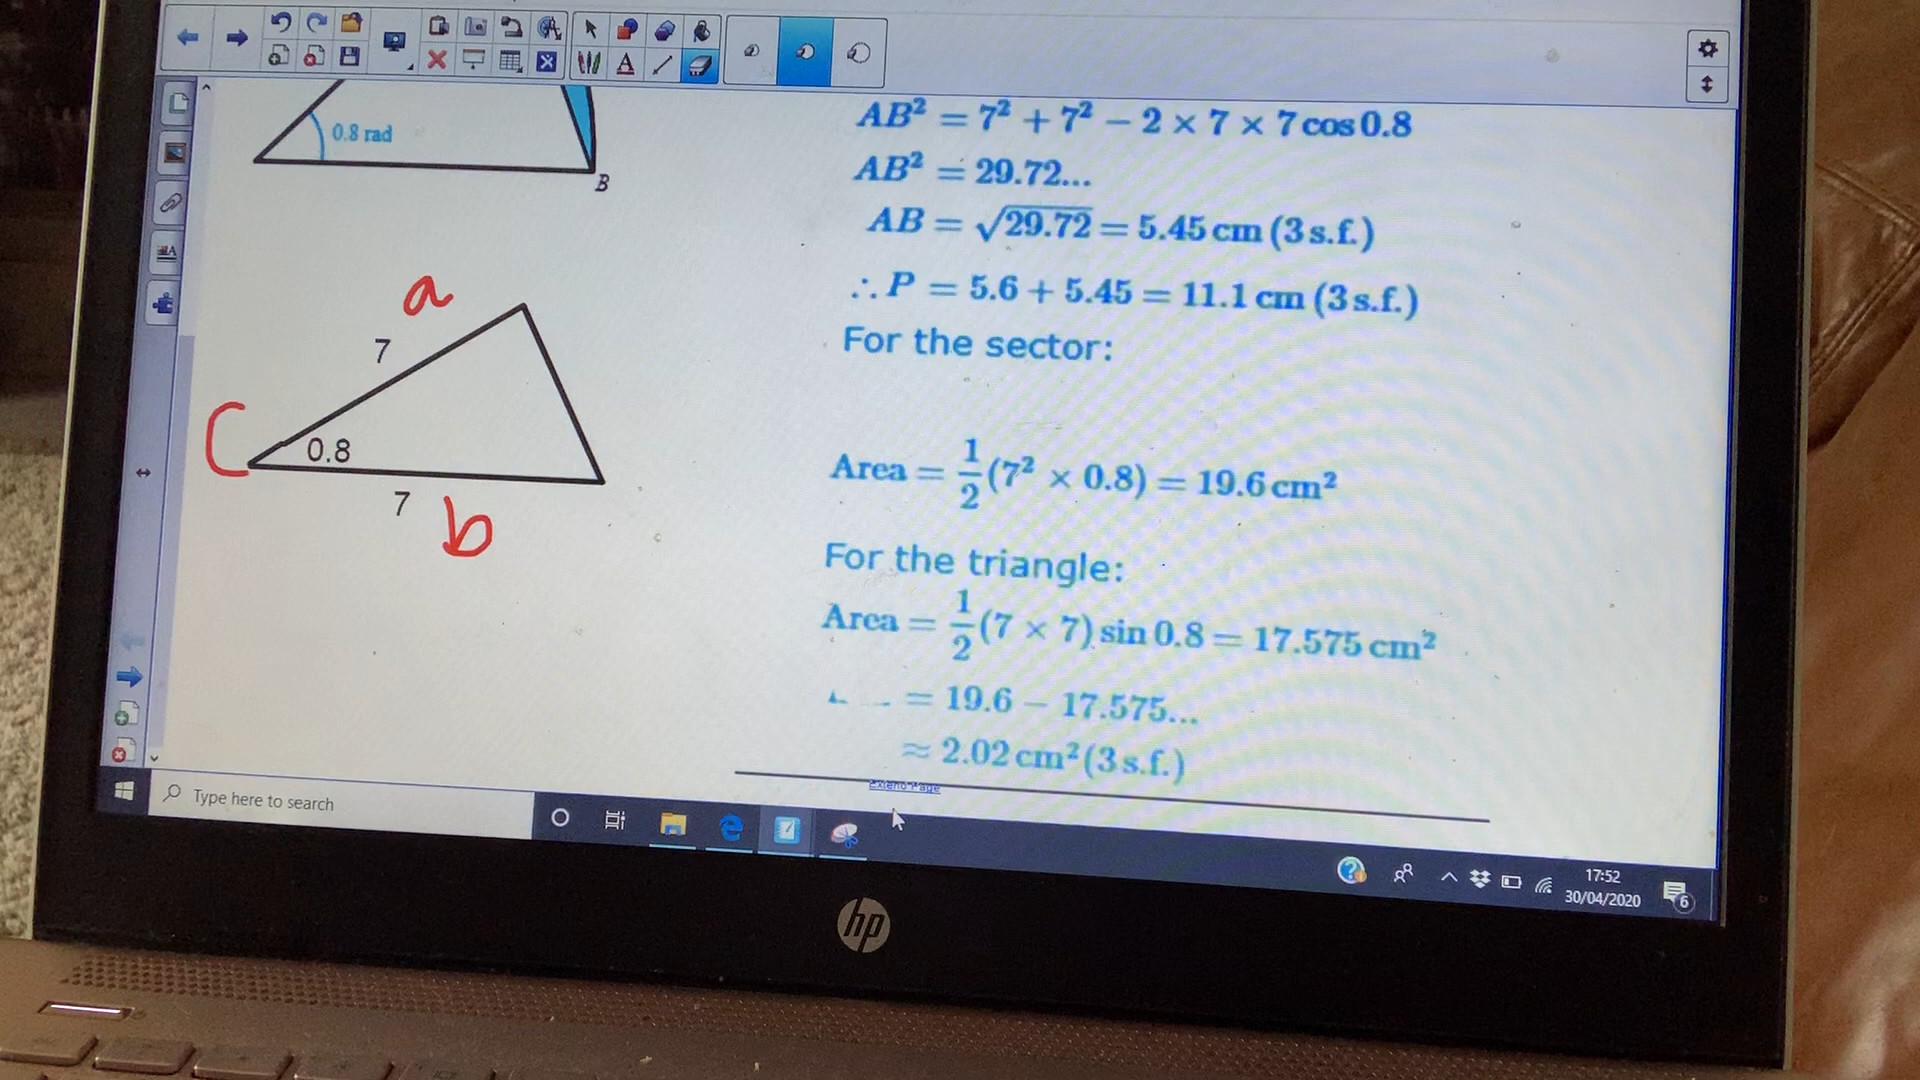 0.8 rad
B
a
7
C
0.8
7
b
AB² = 7² + 7² − 2 × 7 × 7 cos 0.8
AB² = 29.72...
AB = √29.72 = 5.45 cm (3 s.f.)
∴ P = 5.6 + 5.45 = 11.1 cm (3 s.f.)
For the sector:
Area = 1/2 (7² × 0.8) = 19.6 cm²
For the triangle:
Area = 1/2 (7 × 7) sin 0.8 = 17.575 cm²
= 19.6 − 17.575...
≈ 2.02 cm² (3 s.f.)
Extend Page
Type here to search
17:52
30/04/2020
6
hp